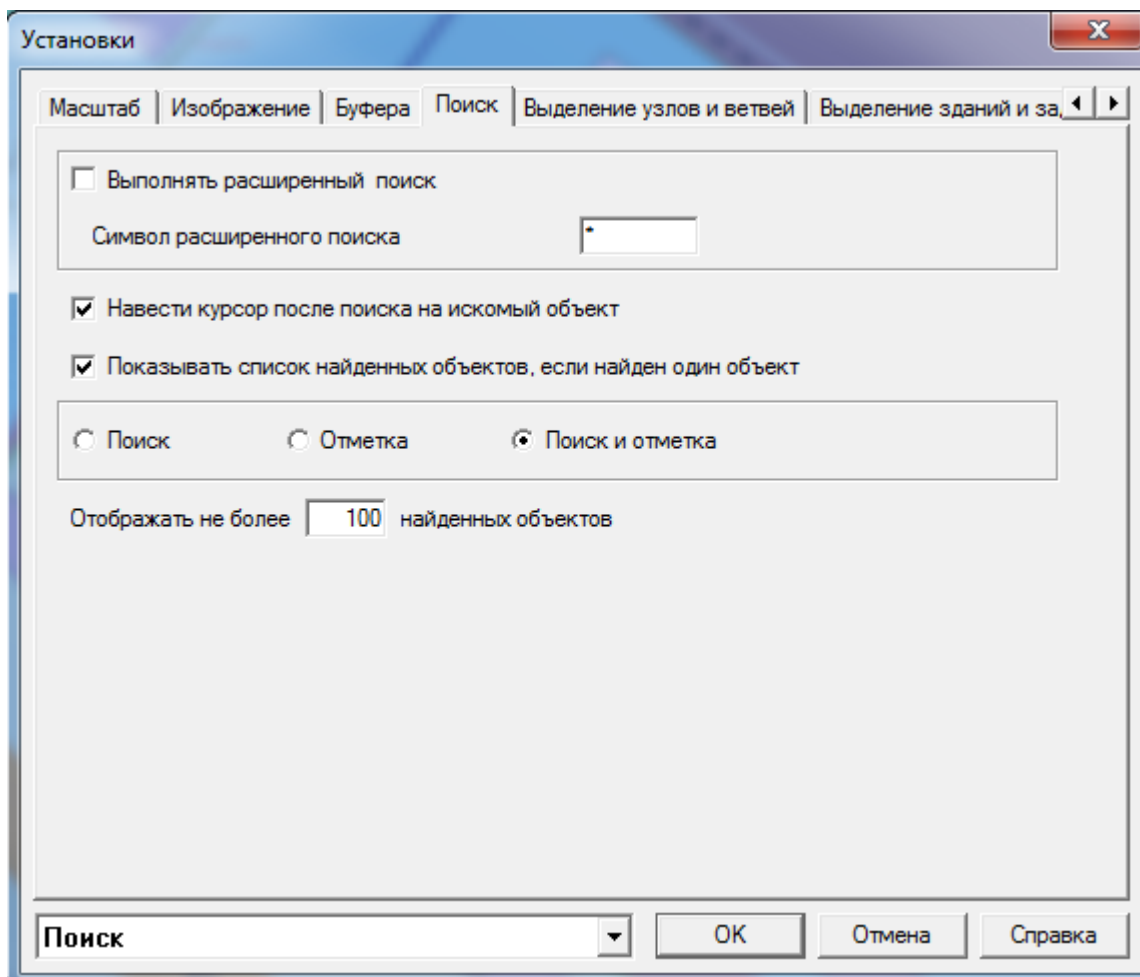 Установки
Масштаб Изображение Буфера Поиск Выделение узлов и ветвей Выделение зданий и
Выполнять расширенный поиск
Символ расширенного поиска *
Навести курсор после поиска на искомый объект
Показывать список найденных объектов, если найден один объект
Поиск Отметка Поиск и отметка
Отображать не более 100 найденных объектов
Поиск OK Отмена Справка